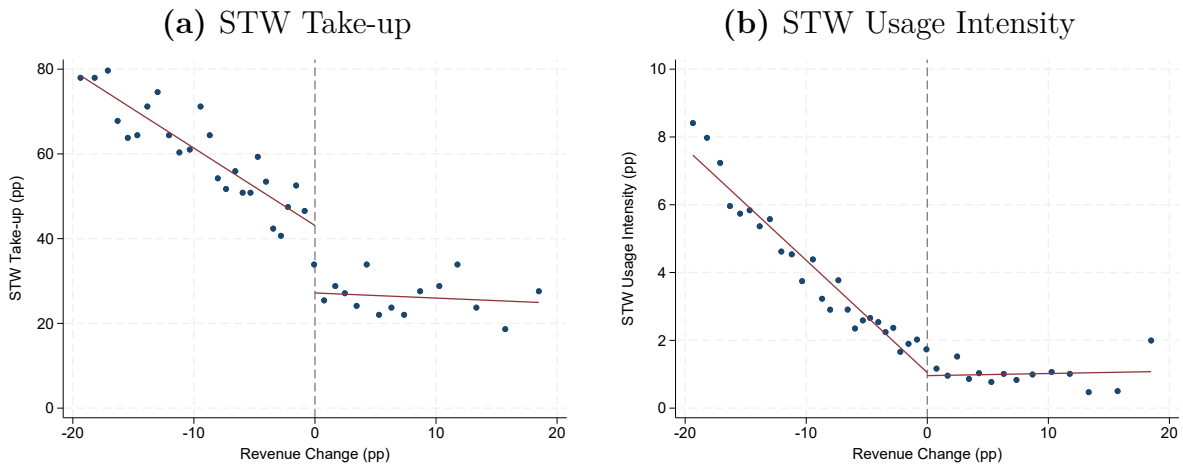 (a) STW Take-up
STW Take-up (pp)
80
60
40
20
0
-20 -10 0 10 20
Revenue Change (pp)
(b) STW Usage Intensity
STW Usage Intensity (pp)
10
8
6
4
2
0
-20 -10 0 10 20
Revenue Change (pp)